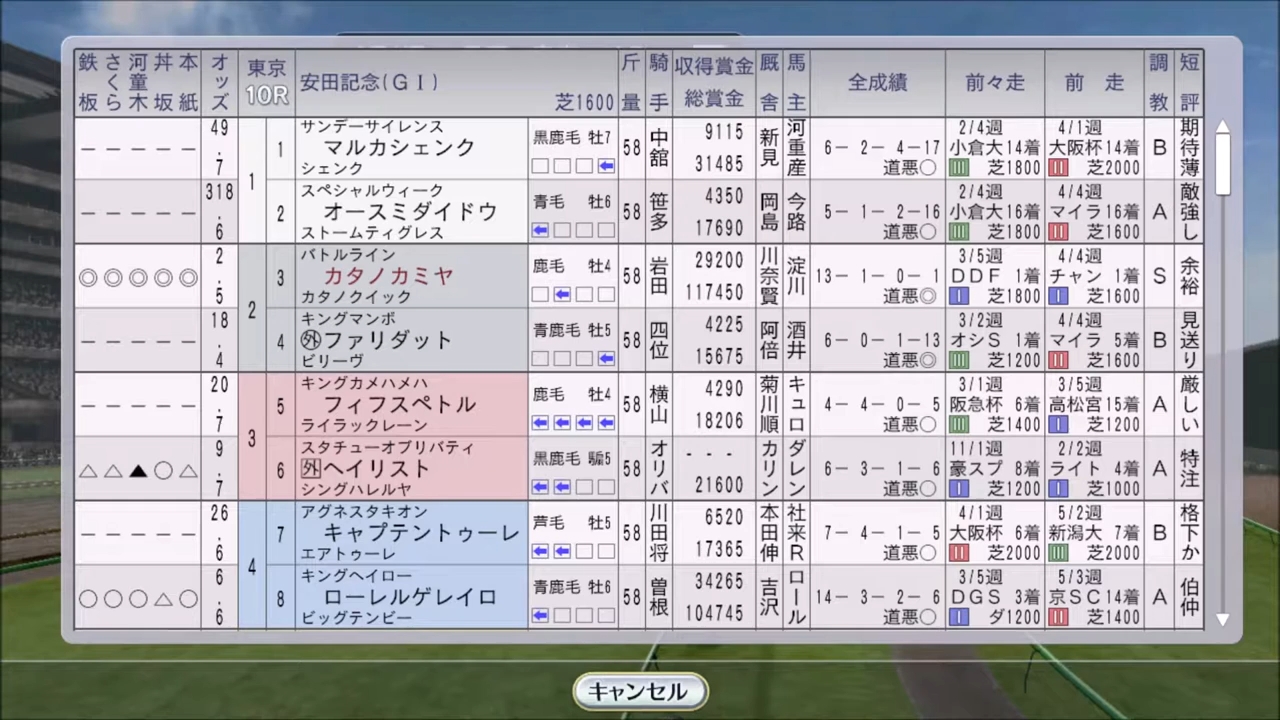 鉄板 さくら 河童木 丼坂 本紙 オッズ 東京10R 安田記念(GⅠ) 芝1600 斤量 騎手 収得賞金 総賞金 厩舎 馬主 全成績 前々走 前走 調教 短評
－－－－－ 49.7 1 1 サンデーサイレンス 黒鹿毛 牡7 58 中舘 9115 新見 河重産 6－ 2－ 4－17 2/4週 4/1週 B 期待薄
マルカシェンク 小倉大14着 大阪杯14着
シェンク 31485 道悪○ Ⅲ 芝1800 Ⅱ 芝2000
－－－－－ 318.6 2 スペシャルウィーク 青毛 牡6 58 笹多 4350 岡島 今路 5－ 1－ 2－16 2/4週 4/4週 A 敵強し
オースミダイドウ 小倉大16着 マイラ16着
ストームティグレス 17690 道悪○ Ⅲ 芝1800 Ⅱ 芝1600
◎◎◎◎◎ 2.5 2 3 バトルライン 鹿毛 牡4 58 岩田 29200 川奈賢 淀川 13－ 1－ 0－ 1 3/5週 4/4週 S 余裕
カタノカミヤ DDF 1着 チャン 1着
カタノクイック 117450 道悪◎ Ⅰ 芝1800 Ⅰ 芝1600
－－－－－ 18.4 4 キングマンボ 青鹿毛 牡5 58 四位 4225 阿倍 酒井 6－ 0－ 1－13 3/2週 4/4週 B 見送り
外ファリダット オシS 1着 マイラ 5着
ビリーヴ 15675 道悪◎ Ⅲ 芝1200 Ⅱ 芝1600
－－－－－ 20.7 3 5 キングカメハメハ 鹿毛 牡4 58 横山 4290 菊川順 キュロ 4－ 4－ 0－ 5 3/1週 3/5週 A 厳しい
フィフスペトル 阪急杯 6着 高松宮15着
ライラックレーン 18206 道悪○ Ⅲ 芝1400 Ⅰ 芝1200
△△▲○△ 9.7 6 スタチューオブリバティ 黒鹿毛 騸5 58 オリバ --- カリン ダレン 6－ 3－ 1－ 6 11/1週 2/2週 A 特注
外ヘイリスト 豪スプ 8着 ライト 4着
シングハレルヤ 21600 道悪○ Ⅰ 芝1200 Ⅰ 芝1000
－－－－－ 26.6 4 7 アグネスタキオン 芦毛 牡5 58 川田将 6520 本田伸 社来R 7－ 4－ 1－ 5 4/1週 5/2週 B 格下か
キャプテントゥーレ 大阪杯 6着 新潟大 7着
エアトゥーレ 17365 道悪○ Ⅱ 芝2000 Ⅲ 芝2000
○○○△○ 6.6 8 キングヘイロー 青鹿毛 牡6 58 曽根 34265 吉沢 ロール 14－ 3－ 2－ 6 3/5週 5/3週 A 伯仲
ローレルゲレイロ DGS 3着 京SC14着
ビッグテンビー 104745 道悪○ Ⅰ ダ1200 Ⅱ 芝1400
キャンセル